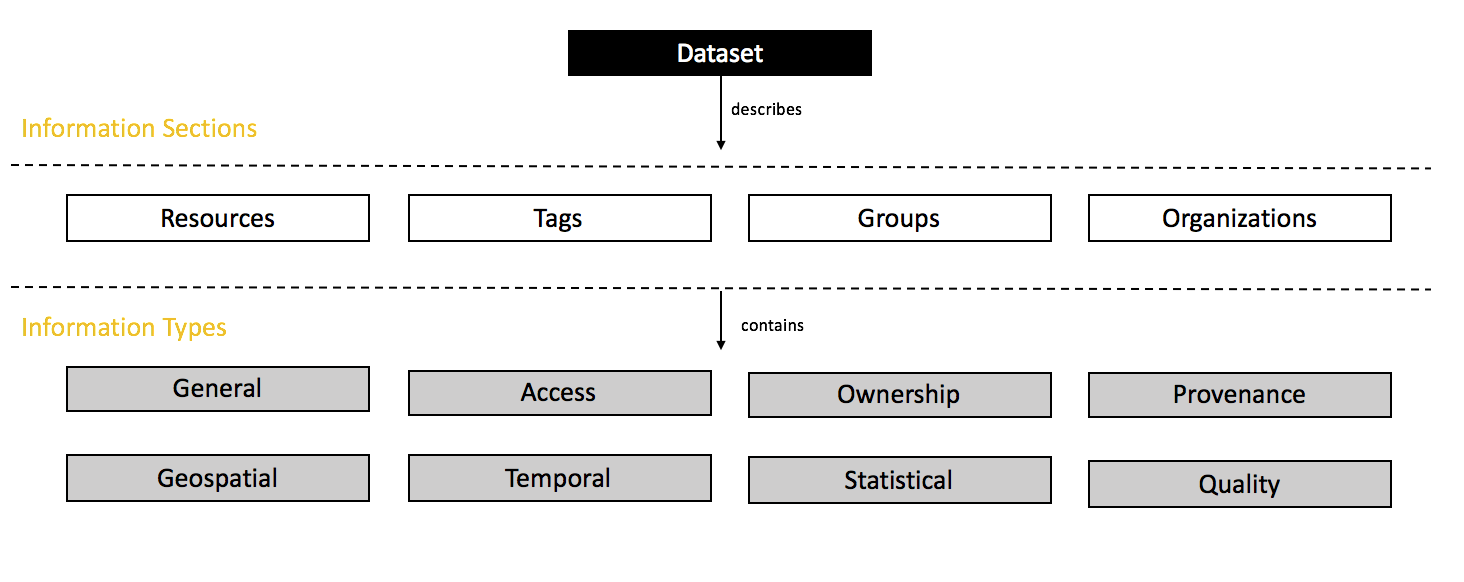 Dataset
describes
Information Sections
Resources
Tags
Groups
Organizations
Information Types
contains
General
Access
Ownership
Provenance
Geospatial
Temporal
Statistical
Quality